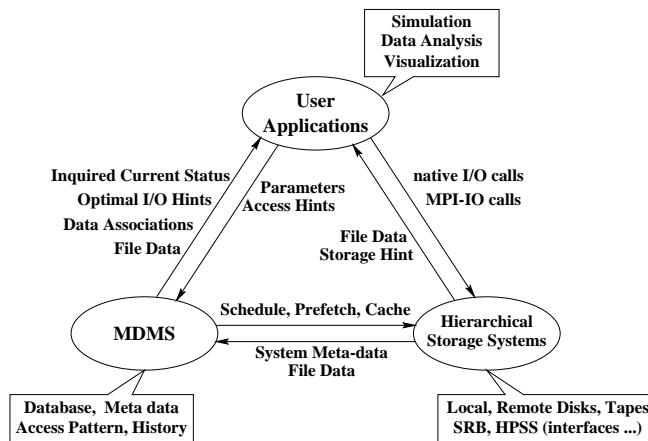 Simulation
Data Analysis
Visualization
User
Applications
Inquired Current Status
Optimal I/O Hints
Data Associations
File Data
Parameters
Access Hints
native I/O calls
MPI-IO calls
File Data
Storage Hint
MDMS
Schedule, Prefetch, Cache
System Meta-data
File Data
Hierarchical
Storage Systems
Database, Meta data
Access Pattern, History
Local, Remote Disks, Tapes
SRB, HPSS (interfaces ...)